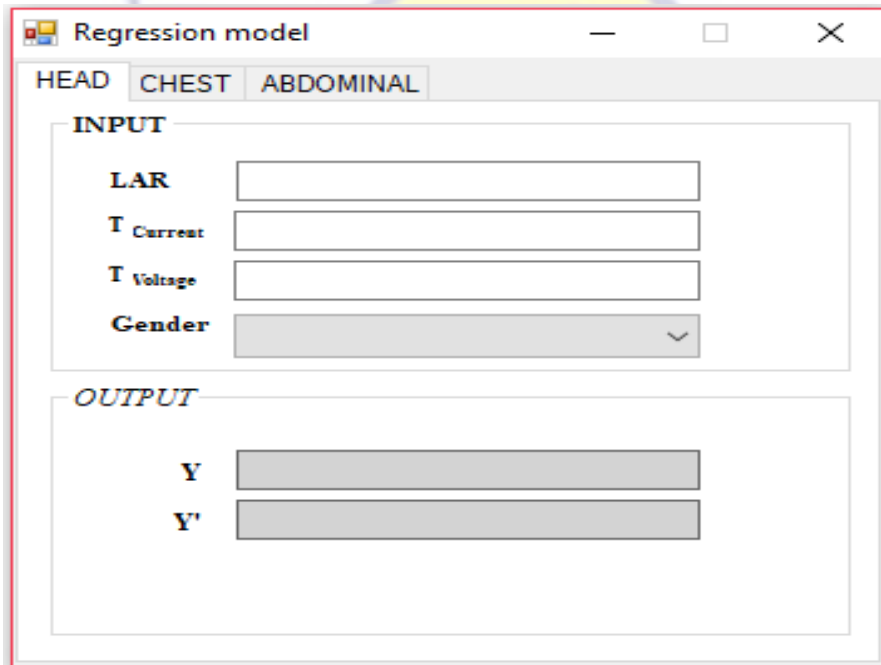 Regression model
HEAD CHEST ABDOMINAL
INPUT
LAR
T Current
T Voltage
Gender
OUTPUT
Y
Y'